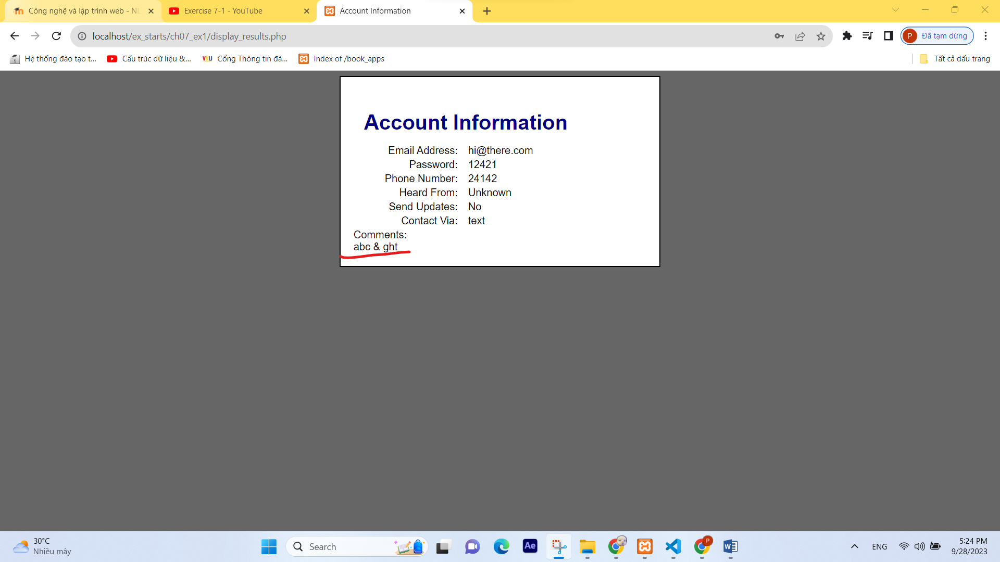 Công nghệ và lập trình web - NL
Exercise 7-1 - YouTube
Account Information
localhost/ex_starts/ch07_ex1/display_results.php
P
Đã tạm dừng
Hệ thống đào tạo t...
Cấu trúc dữ liệu &...
VKU
Cổng Thông tin đà...
Index of /book_apps
Tất cả dấu trang
Account Information
Email Address: hi@there.com
Password: 12421
Phone Number: 24142
Heard From: Unknown
Send Updates: No
Contact Via: text
Comments:
abc & ght
30°C
Nhiều mây
Search
Ae
P
W
ENG
5:24 PM
9/28/2023